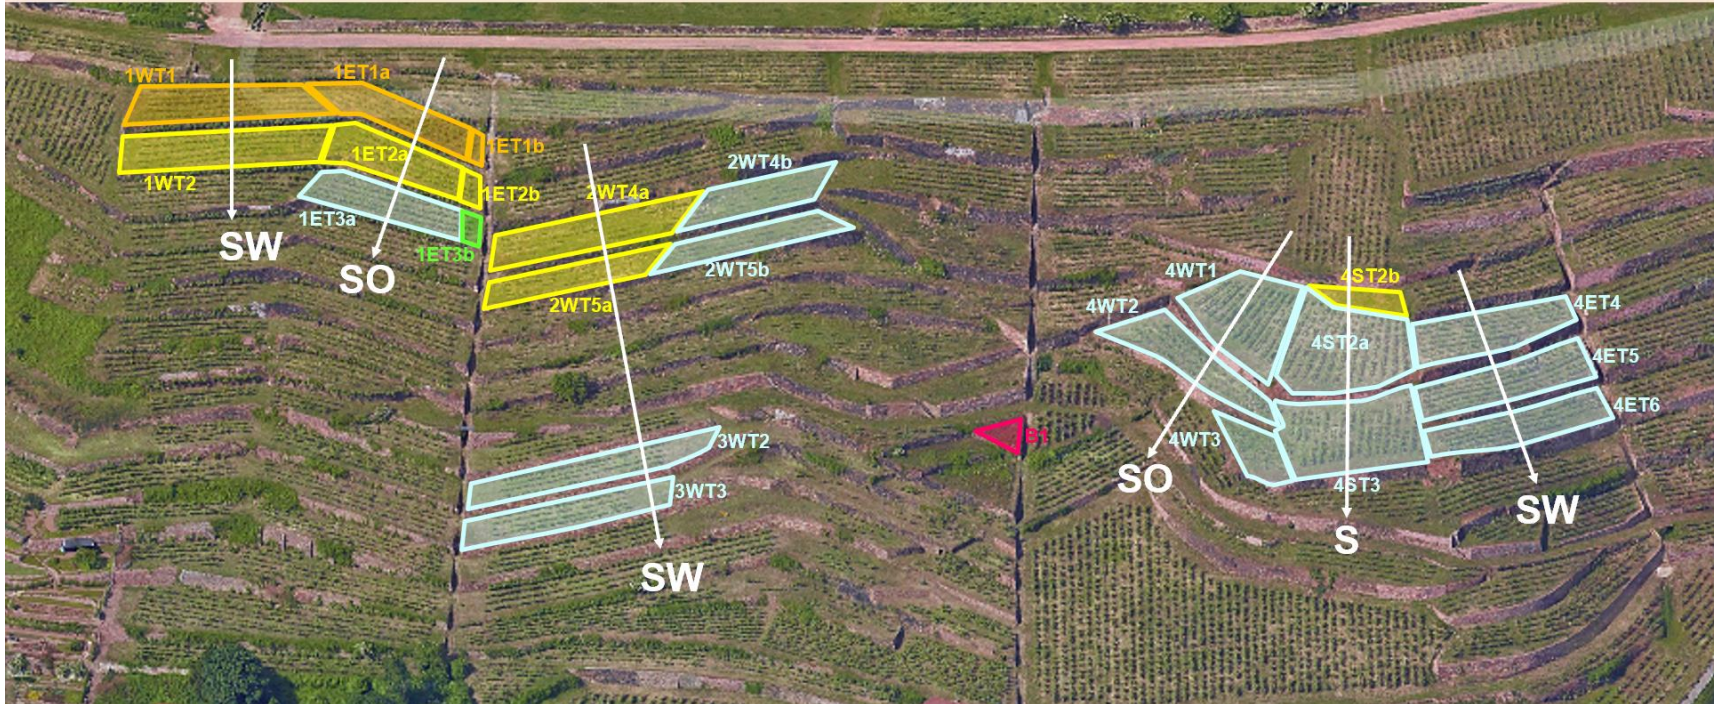 1WT1
1ET1a
1ET1b
1ET2a
1WT2
1ET2b
1ET3a
1ET3b
SW
SO
2WT4b
2WT4a
2WT5b
2WT5a
3WT2
3WT3
SW
B1
4WT1
4ST2b
4WT2
4ET4
4ST2a
4ET5
4ET6
4WT3
4ST3
SO
SW
S